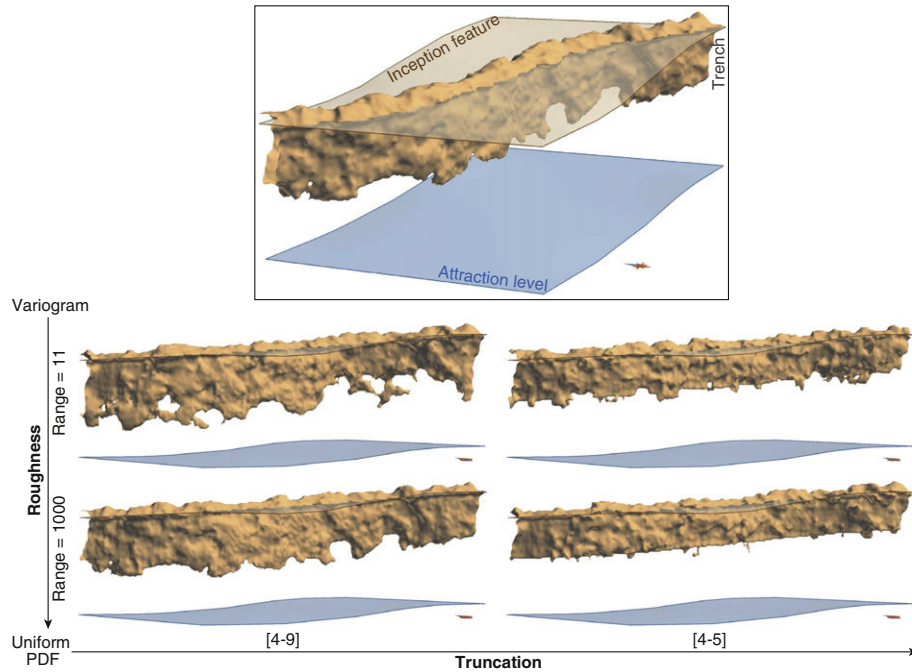 Inception feature
Trench
Attraction level
Variogram
Range = 11
Roughness
Range = 1000
Uniform
PDF
[4-9]
[4-5]
Truncation